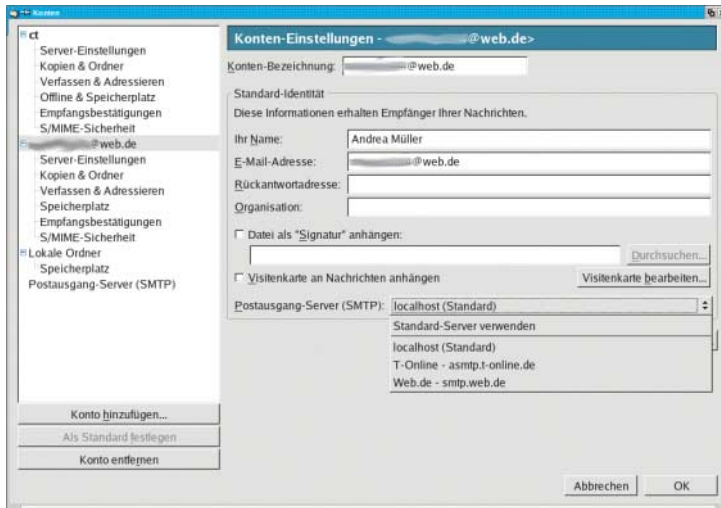 Konten
ct
Server-Einstellungen
Kopien & Ordner
Verfassen & Adressieren
Offline & Speicherplatz
Empfangsbestätigungen
S/MIME-Sicherheit
@web.de
Server-Einstellungen
Kopien & Ordner
Verfassen & Adressieren
Speicherplatz
Empfangsbestätigungen
S/MIME-Sicherheit
Lokale Ordner
Speicherplatz
Postausgang-Server (SMTP)
Konto hinzufügen...
Als Standard festlegen
Konto entfernen
Konten-Einstellungen - @web.de>
Konten-Bezeichnung: @web.de
Standard-Identität
Diese Informationen erhalten Empfänger Ihrer Nachrichten.
Ihr Name: Andrea Müller
E-Mail-Adresse: @web.de
Rückantwortadresse:
Organisation:
Datei als "Signatur" anhängen:
Durchsuchen...
Visitenkarte an Nachrichten anhängen Visitenkarte bearbeiten...
Postausgang-Server (SMTP): localhost (Standard)
Standard-Server verwenden
localhost (Standard)
T-Online - asmtp.t-online.de
Web.de - smtp.web.de
Abbrechen OK